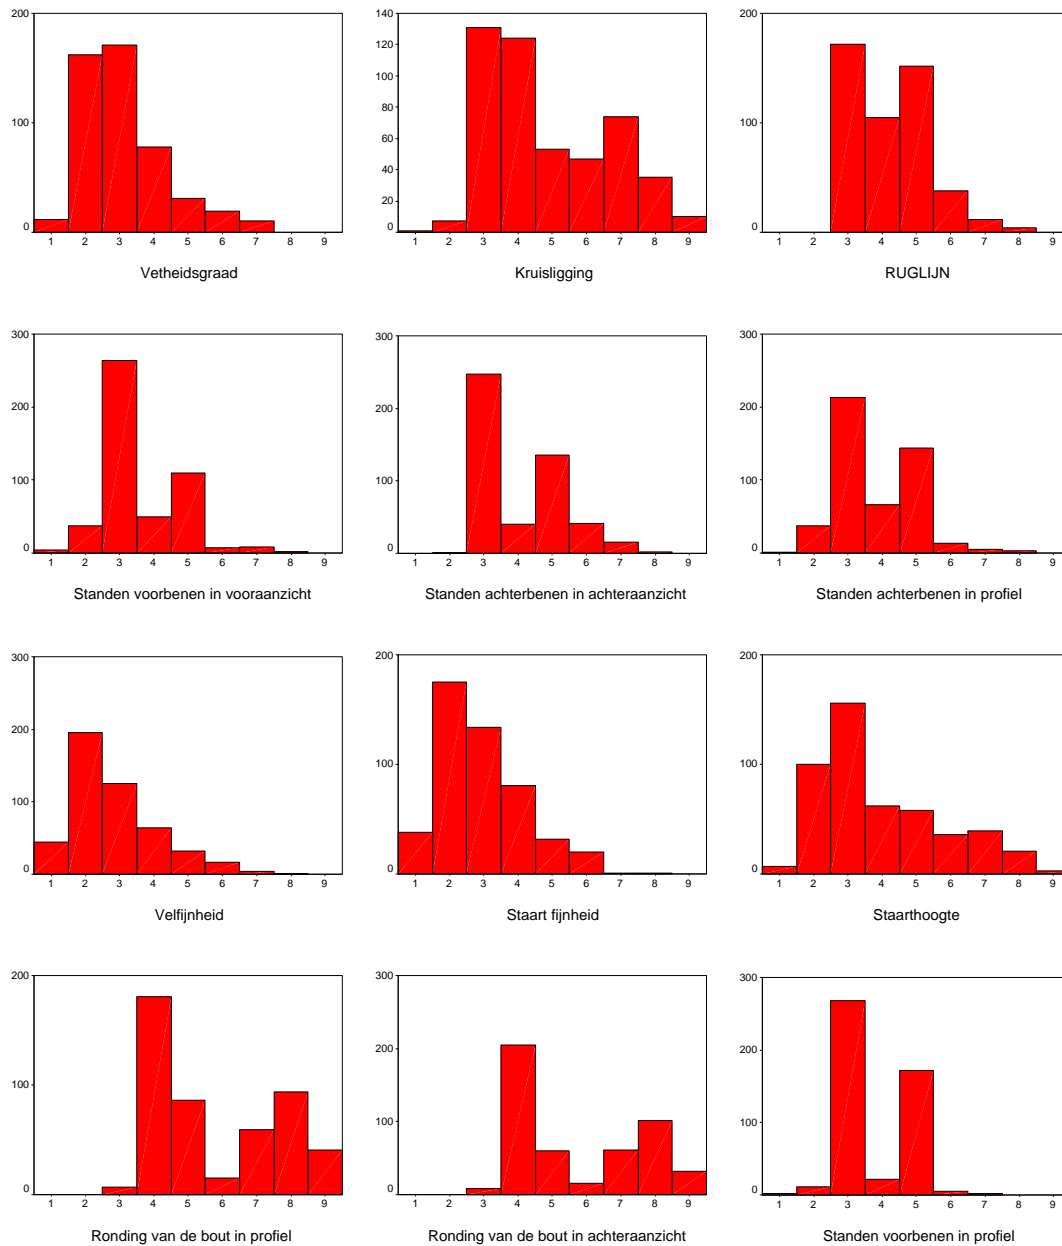 200
100
0
1 2 3 4 5 6 7 8 9
Vetheidsgraad
140
120
100
80
60
40
20
0
1 2 3 4 5 6 7 8 9
Kruisligging
200
100
0
1 2 3 4 5 6 7 8 9
RUGLIJN
300
200
100
0
1 2 3 4 5 6 7 8 9
Standen voorbenen in vooraanzicht
300
200
100
0
1 2 3 4 5 6 7 8 9
Standen achterbenen in achteraanzicht
300
200
100
0
1 2 3 4 5 6 7 8 9
Standen achterbenen in profiel
300
200
100
0
1 2 3 4 5 6 7 8 9
Velfijnheid
200
100
0
1 2 3 4 5 6 7 8 9
Staart fijnheid
200
100
0
1 2 3 4 5 6 7 8 9
Staarthoogte
200
100
0
1 2 3 4 5 6 7 8 9
Ronding van de bout in profiel
300
200
100
0
1 2 3 4 5 6 7 8 9
Ronding van de bout in achteraanzicht
300
200
100
0
1 2 3 4 5 6 7 8 9
Standen voorbenen in profiel